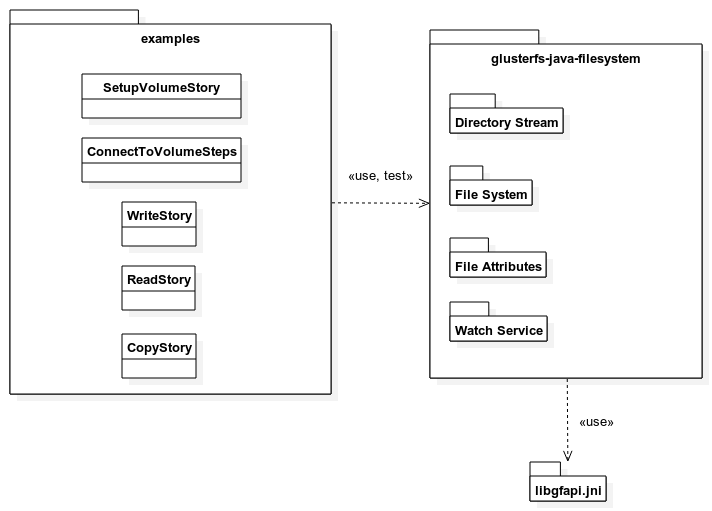 examples
SetupVolumeStory
ConnectToVolumeSteps
WriteStory
ReadStory
CopyStory
«use, test»
glusterfs-java-filesystem
Directory Stream
File System
File Attributes
Watch Service
«use»
libgfapi.jni